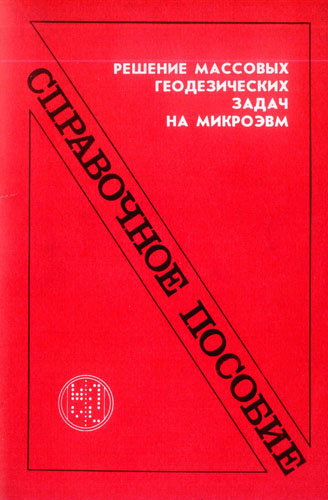 РЕШЕНИЕ МАССОВЫХ
ГЕОДЕЗИЧЕСКИХ
ЗАДАЧ
НА МИКРОЭВМ
СПРАВОЧНОЕ ПОСОБИЕ